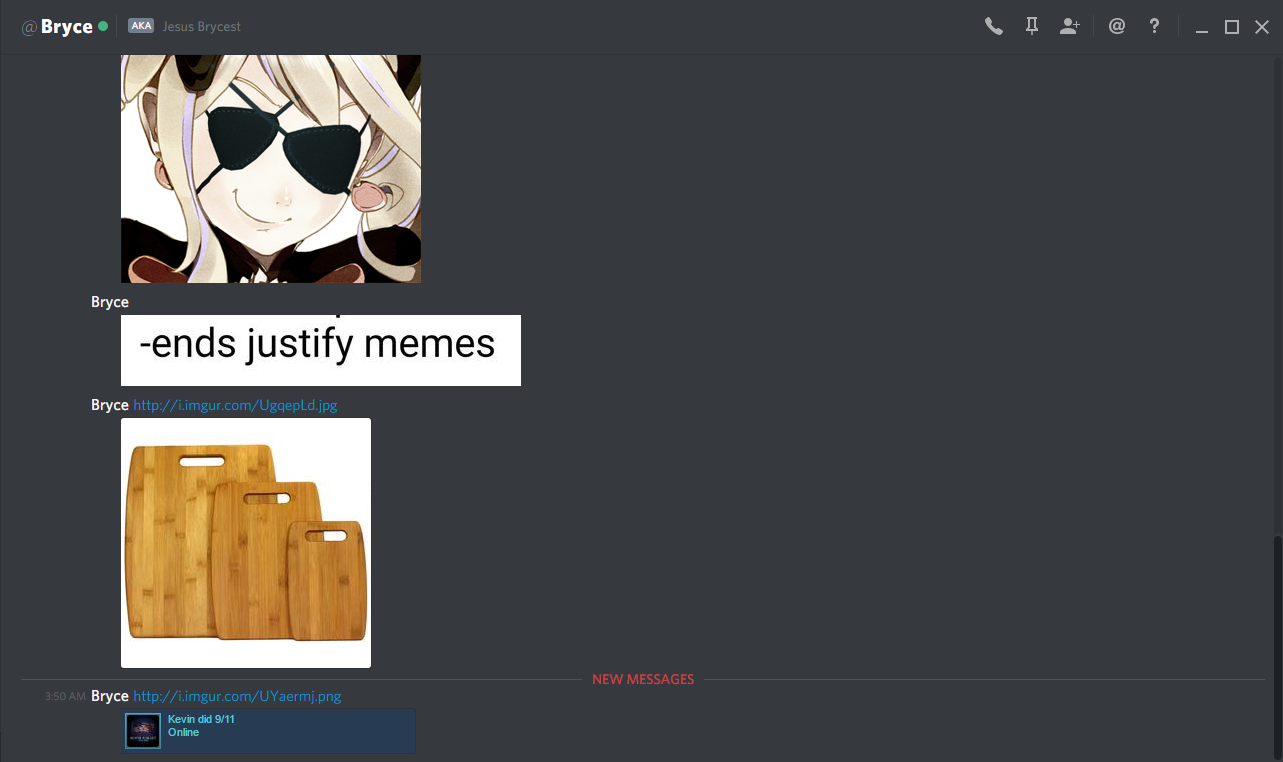 @Bryce AKA Jesus Brycest
Bryce
-ends justify memes
Bryce http://i.imgur.com/UgqepLd.jpg
NEW MESSAGES
3:50 AM Bryce http://i.imgur.com/UYaermj.png
Kevin did 9/11
Online